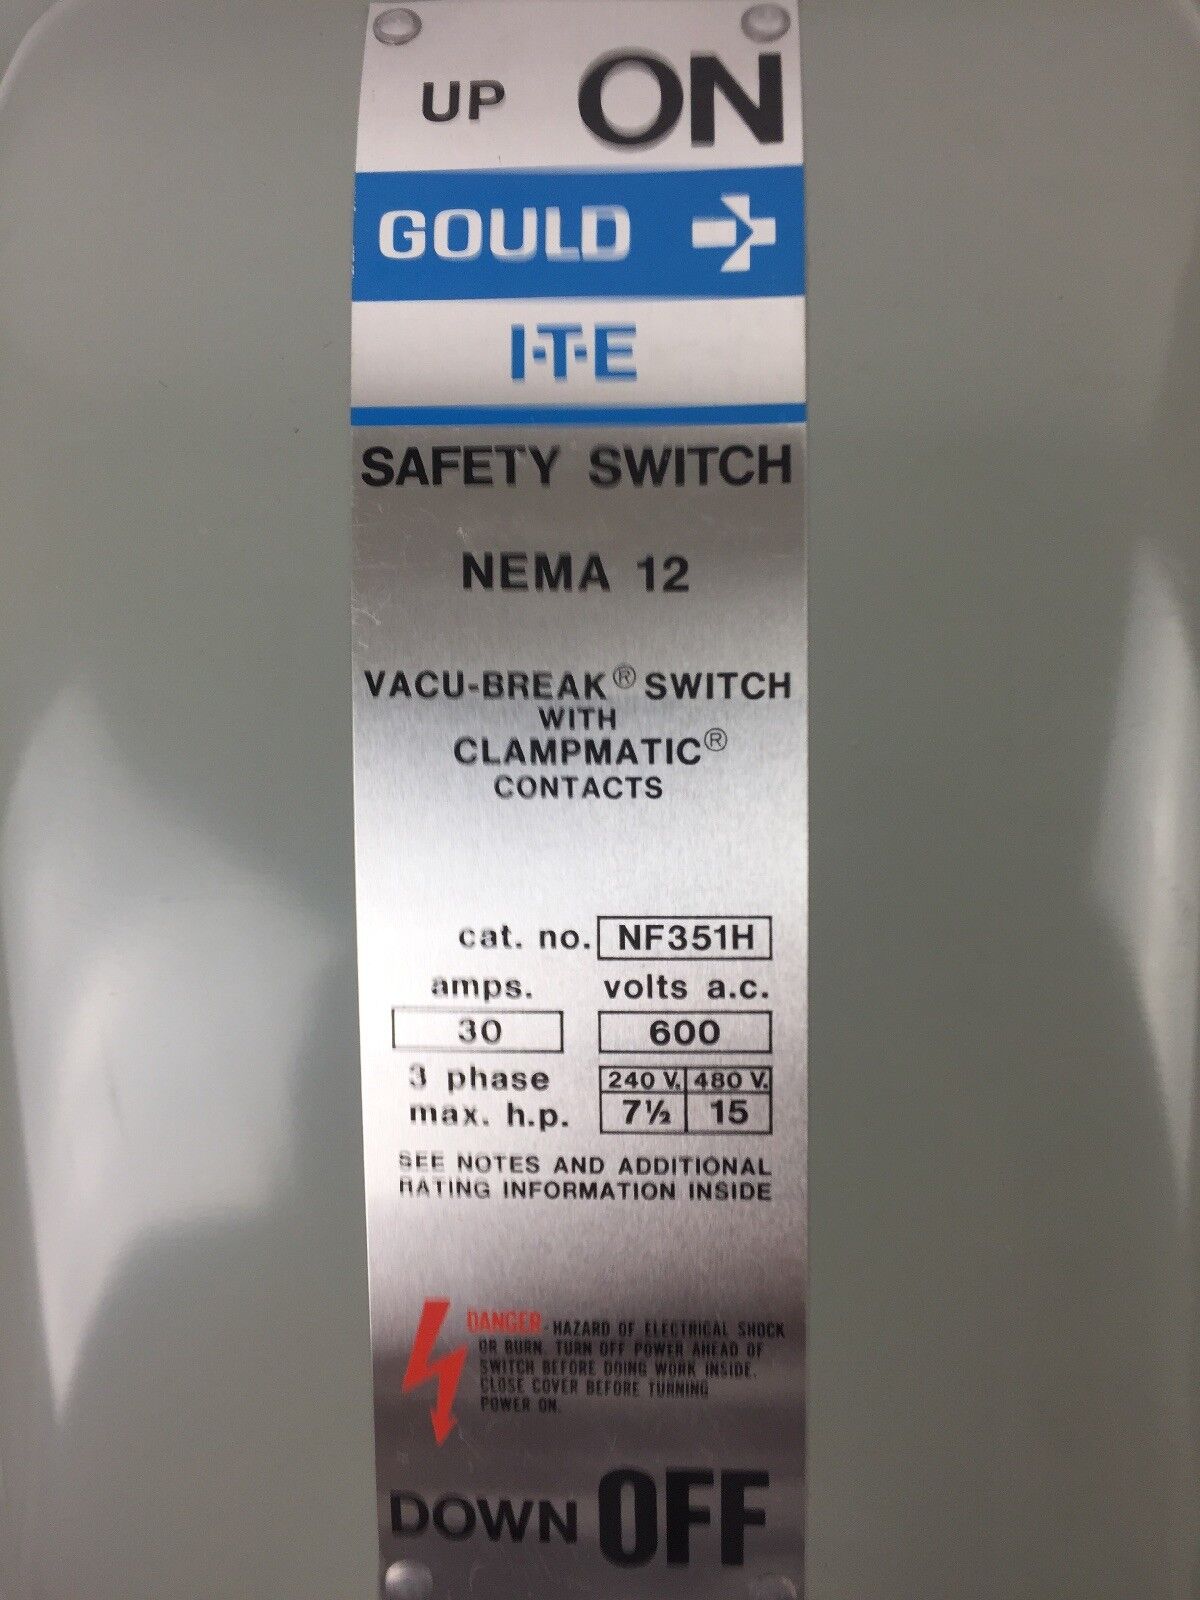 UP ON
GOULD
I-T-E
SAFETY SWITCH
NEMA 12
VACU-BREAK® SWITCH
WITH
CLAMPMATIC®
CONTACTS
cat. no. NF351H
amps. volts a.c.
30 600
3 phase 240 V. 480 V.
max. h.p. 7½ 15
SEE NOTES AND ADDITIONAL
RATING INFORMATION INSIDE
DANGER - HAZARD OF ELECTRICAL SHOCK
OR BURN. TURN OFF POWER AHEAD OF
SWITCH BEFORE DOING WORK INSIDE.
CLOSE COVER BEFORE TURNING
POWER ON.
DOWN OFF